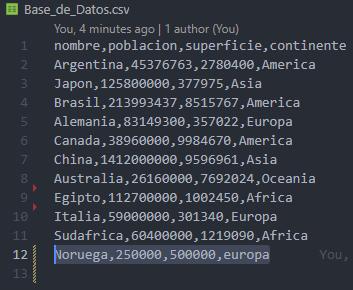 Base_de_Datos.csv
You, 4 minutes ago | 1 author (You)
1 nombre,poblacion,superficie,continente
2 Argentina,45376763,2780400,America
3 Japon,125800000,377975,Asia
4 Brasil,213993437,8515767,America
5 Alemania,83149300,357022,Europa
6 Canada,38960000,9984670,America
7 China,1412000000,9596961,Asia
8 Australia,26160000,7692024,Oceania
9 Egipto,112700000,1002450,Africa
10 Italia,59000000,301340,Europa
11 Sudafrica,60400000,1219090,Africa
12 Noruega,250000,500000,europa You,
13